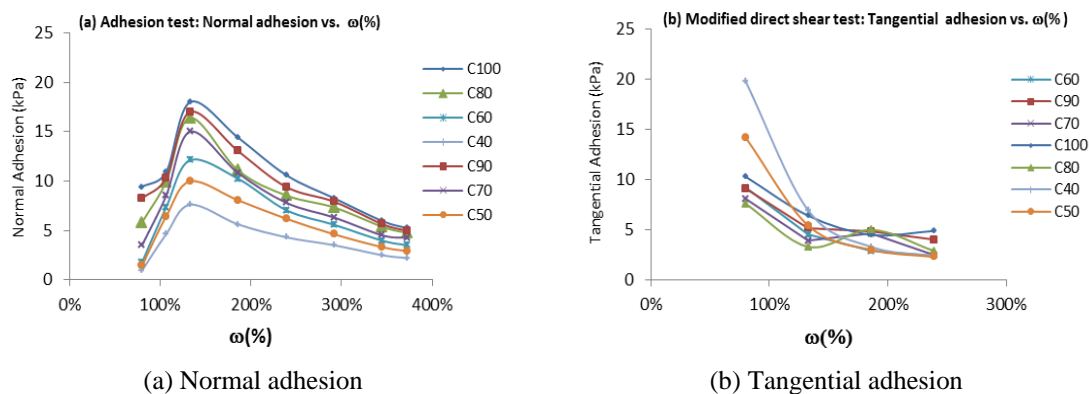 (a) Adhesion test: Normal adhesion vs. ω(%)
Normal Adhesion (kPa)
25
20
15
10
5
0
0%
100%
200%
300%
400%
ω(%)
C100
C80
C60
C40
C90
C70
C50
(a) Normal adhesion
(b) Modified direct shear test: Tangential adhesion vs. ω(%)
Tangential Adhesion (kPa)
25
20
15
10
5
0
0%
100%
200%
300%
ω(%)
C60
C90
C70
C100
C80
C40
C50
(b) Tangential adhesion